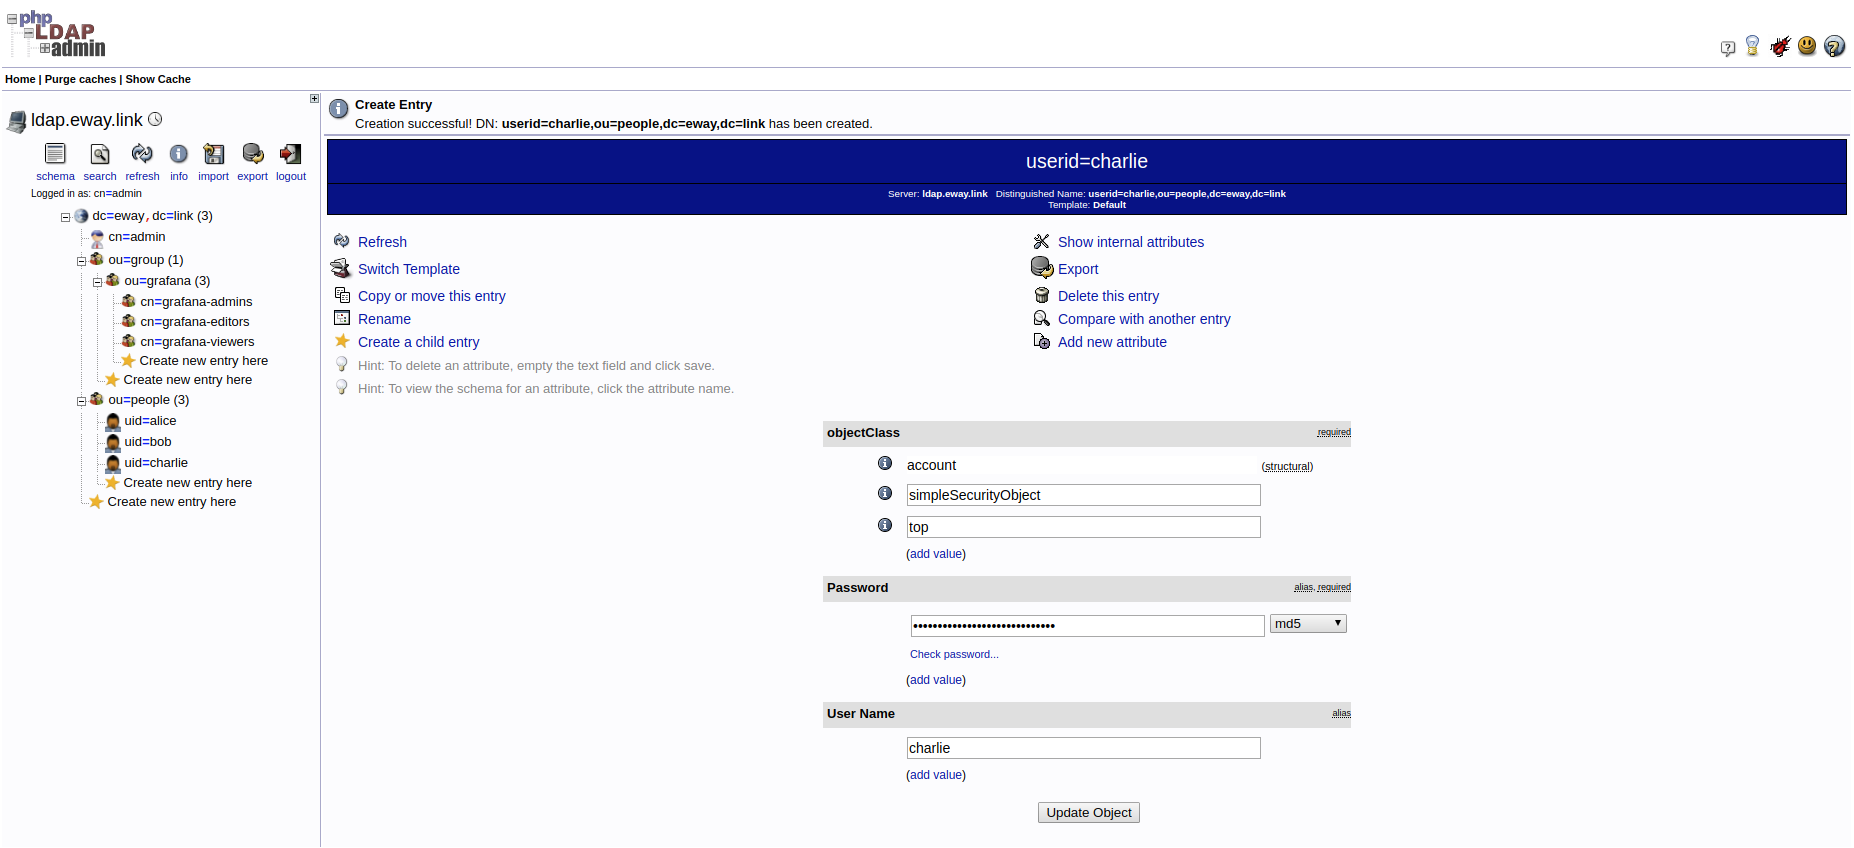 php
LDAP
admin
Home | Purge caches | Show Cache
ldap.eway.link
schema search refresh info import export logout
Logged in as: cn=admin
dc=eway,dc=link (3)
cn=admin
ou=group (1)
ou=grafana (3)
cn=grafana-admins
cn=grafana-editors
cn=grafana-viewers
Create new entry here
Create new entry here
ou=people (3)
uid=alice
uid=bob
uid=charlie
Create new entry here
Create new entry here
Create Entry
Creation successful! DN: userid=charlie,ou=people,dc=eway,dc=link has been created.
userid=charlie
Server: ldap.eway.link Distinguished Name: userid=charlie,ou=people,dc=eway,dc=link
Template: Default
Refresh
Show internal attributes
Switch Template
Export
Copy or move this entry
Delete this entry
Rename
Compare with another entry
Create a child entry
Add new attribute
Hint: To delete an attribute, empty the text field and click save.
Hint: To view the schema for an attribute, click the attribute name.
objectClass required
account (structural)
simpleSecurityObject
top
(add value)
Password alias, required
••••••••••••••••••••••••••••• md5
Check password...
(add value)
User Name alias
charlie
(add value)
Update Object